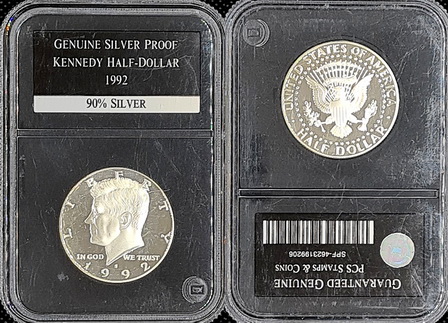 GENUINE SILVER PROOF
KENNEDY HALF-DOLLAR
1992
90% SILVER
LIBERTY
IN GOD WE TRUST
1992
UNITED STATES OF AMERICA
HALF DOLLAR
GUARANTEED GENUINE
PCS STAMPS & COINS
SPF-4623199206